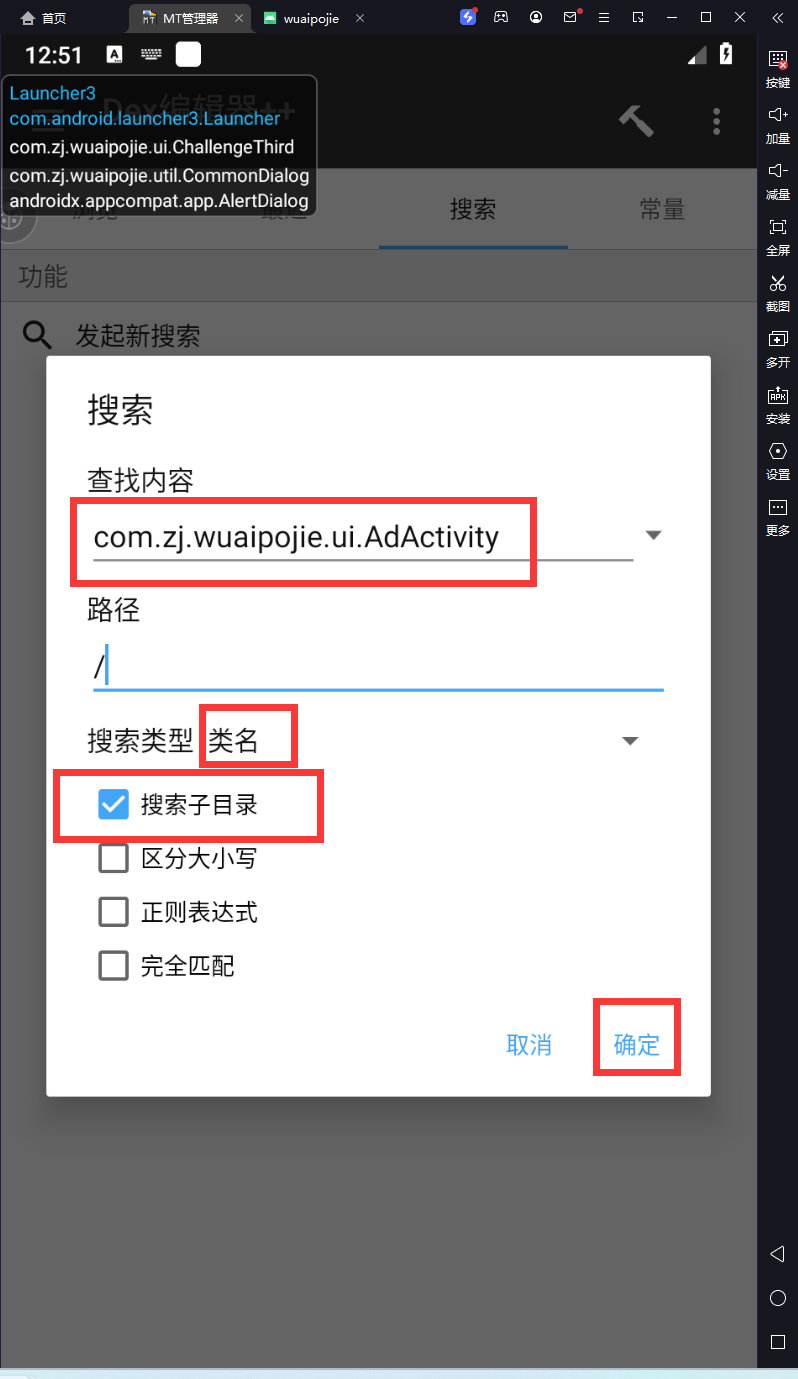 首页
MT管理器
wuaipojie
12:51
Launcher3
com.android.launcher3.Launcher
com.zj.wuaipojie.ui.ChallengeThird
com.zj.wuaipojie.util.CommonDialog
androidx.appcompat.app.AlertDialog
Dex编辑器++
浏览
最近
搜索
常量
功能
发起新搜索
搜索
查找内容
com.zj.wuaipojie.ui.AdActivity
路径
/
搜索类型 类名
搜索子目录
区分大小写
正则表达式
完全匹配
取消
确定
按键
加量
减量
全屏
截图
多开
APK
安装
设置
更多